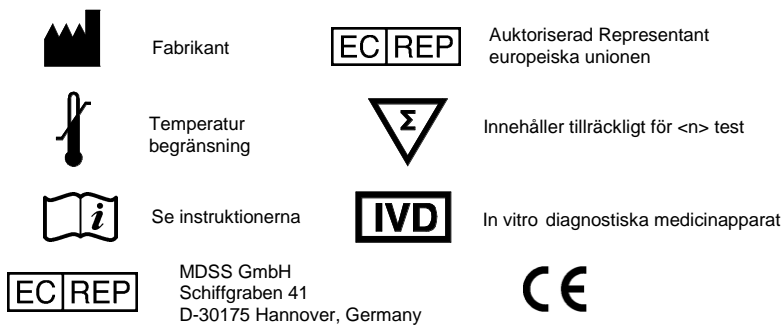 Fabrikant
EC REP
Auktoriserad Representant
europeiska unionen
Temperatur
begränsning
Σ
Innehåller tillräckligt för <n> test
i
Se instruktionerna
IVD
In vitro diagnostiska medicinapparat
EC REP
MDSS GmbH
Schiffgraben 41
D-30175 Hannover, Germany
CE